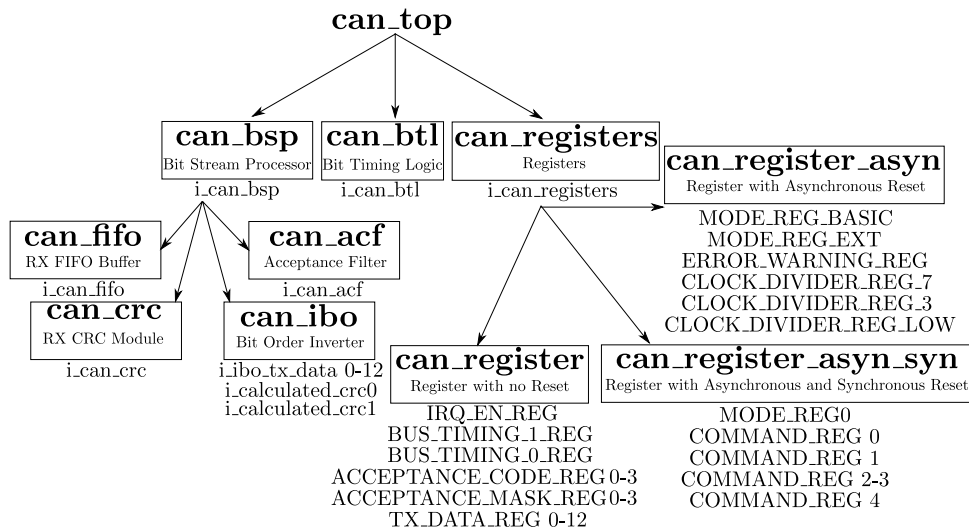 can_top
can_bsp
Bit Stream Processor
i_can_bsp
can_btl
Bit Timing Logic
i_can_btl
can_registers
Registers
i_can_registers
can_fifo
RX FIFO Buffer
i_can_fifo
can_acf
Acceptance Filter
i_can_acf
can_crc
RX CRC Module
i_can_crc
can_ibo
Bit Order Inverter
i_ibo_tx_data 0-12
i_calculated_crc0
i_calculated_crc1
can_register_asyn
Register with Asynchronous Reset
MODE_REG_BASIC
MODE_REG_EXT
ERROR_WARNING_REG
CLOCK_DIVIDER_REG_7
CLOCK_DIVIDER_REG_3
CLOCK_DIVIDER_REG_LOW
can_register
Register with no Reset
IRQ_EN_REG
BUS_TIMING_1_REG
BUS_TIMING_0_REG
ACCEPTANCE_CODE_REG 0-3
ACCEPTANCE_MASK_REG 0-3
TX_DATA_REG 0-12
can_register_asyn_syn
Register with Asynchronous and Synchronous Reset
MODE_REG0
COMMAND_REG 0
COMMAND_REG 1
COMMAND_REG 2-3
COMMAND_REG 4